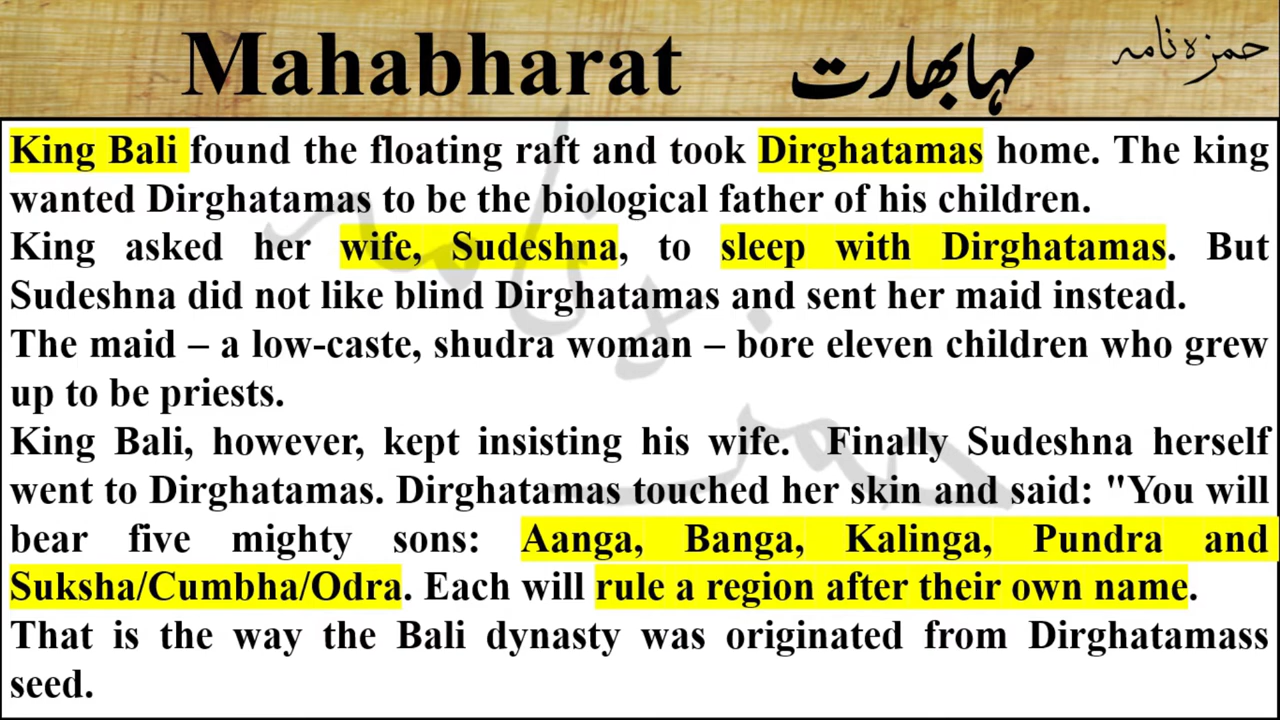 Mahabharat مہابھارت حمزہ نامہ
King Bali found the floating raft and took Dirghatamas home. The king
wanted Dirghatamas to be the biological father of his children.
King asked her wife, Sudeshna, to sleep with Dirghatamas. But
Sudeshna did not like blind Dirghatamas and sent her maid instead.
The maid – a low-caste, shudra woman – bore eleven children who grew
up to be priests.
King Bali, however, kept insisting his wife. Finally Sudeshna herself
went to Dirghatamas. Dirghatamas touched her skin and said: "You will
bear five mighty sons: Aanga, Banga, Kalinga, Pundra and
Suksha/Cumbha/Odra. Each will rule a region after their own name.
That is the way the Bali dynasty was originated from Dirghatamass
seed.
حمزہ نامہ